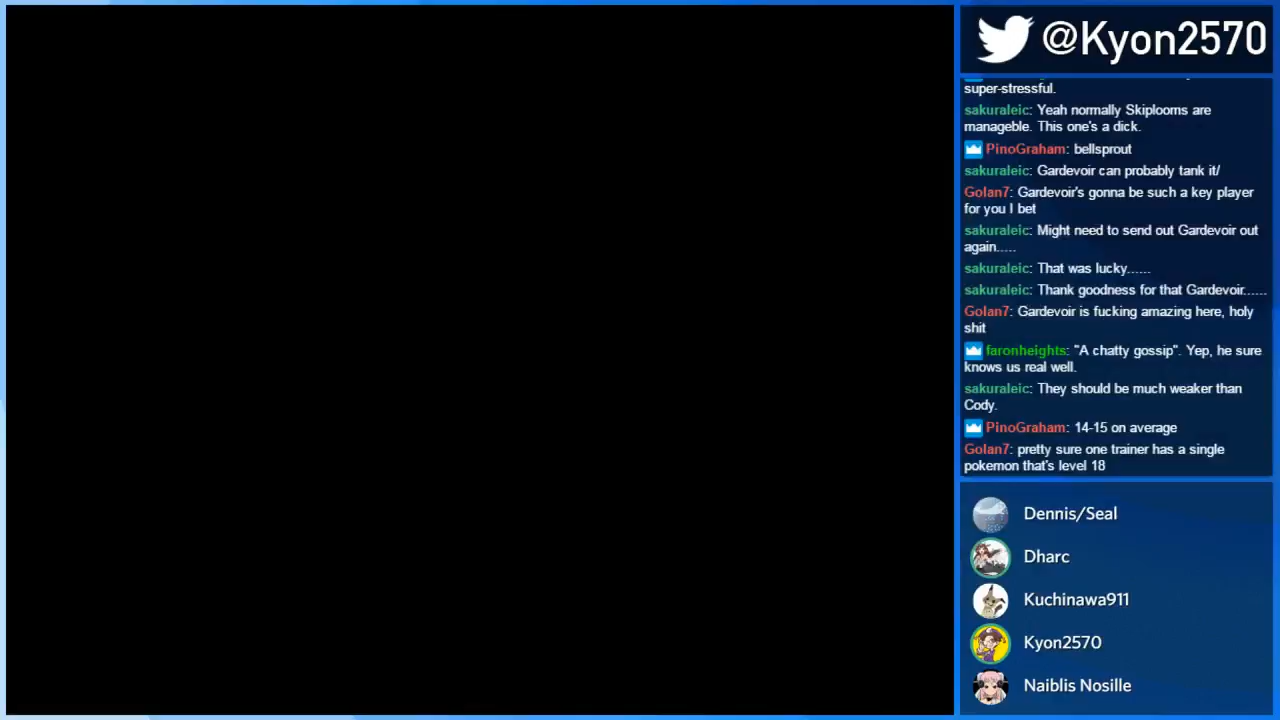 @Kyon2570
super-stressful.
sakuraleic: Yeah normally Skiplooms are
manageble. This one's a dick.
PinoGraham: bellsprout
sakuraleic: Gardevoir can probably tank it/
Golan7: Gardevoir's gonna be such a key player
for you I bet
sakuraleic: Might need to send out Gardevoir out
again.....
sakuraleic: That was lucky......
sakuraleic: Thank goodness for that Gardevoir......
Golan7: Gardevoir is fucking amazing here, holy
shit
faronheights: "A chatty gossip". Yep, he sure
knows us real well.
sakuraleic: They should be much weaker than
Cody.
PinoGraham: 14-15 on average
Golan7: pretty sure one trainer has a single
pokemon that's level 18
Dennis/Seal
Dharc
Kuchinawa911
Kyon2570
Naiblis Nosille